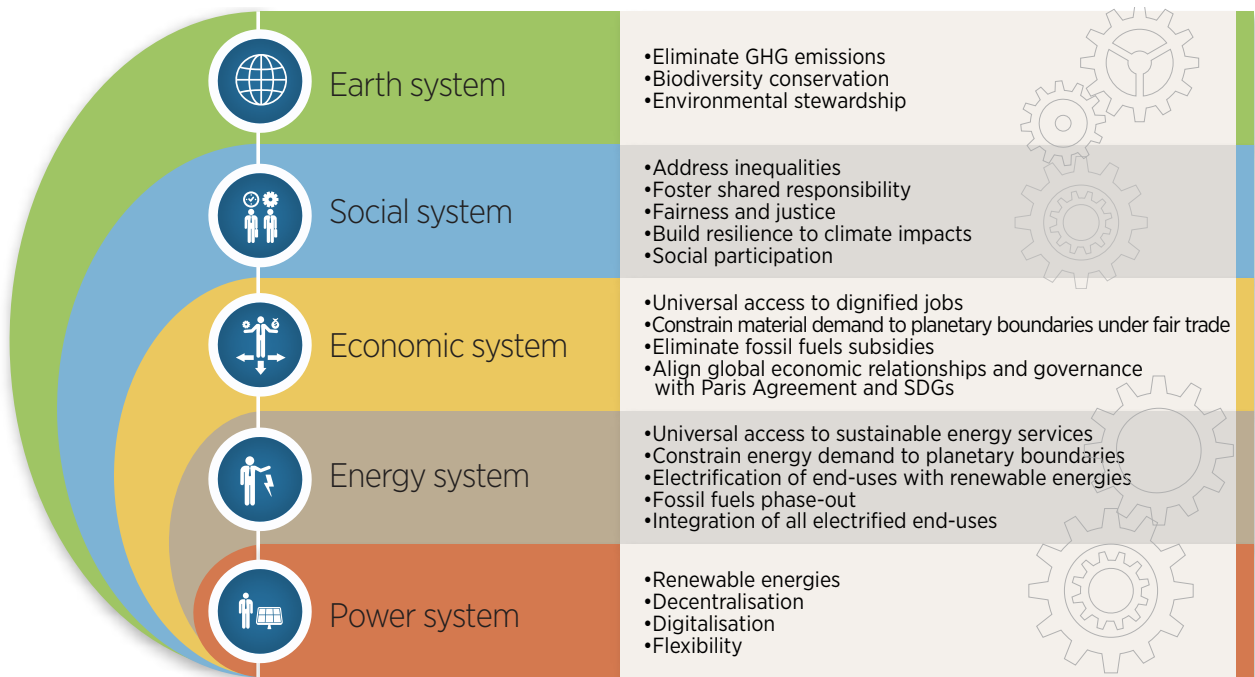 Earth system
•Eliminate GHG emissions
•Biodiversity conservation
•Environmental stewardship
Social system
•Address inequalities
•Foster shared responsibility
•Fairness and justice
•Build resilience to climate impacts
•Social participation
Economic system
•Universal access to dignified jobs
•Constrain material demand to planetary boundaries under fair trade
•Eliminate fossil fuels subsidies
•Align global economic relationships and governance
with Paris Agreement and SDGs
Energy system
•Universal access to sustainable energy services
•Constrain energy demand to planetary boundaries
•Electrification of end-uses with renewable energies
•Fossil fuels phase-out
•Integration of all electrified end-uses
Power system
•Renewable energies
•Decentralisation
•Digitalisation
•Flexibility